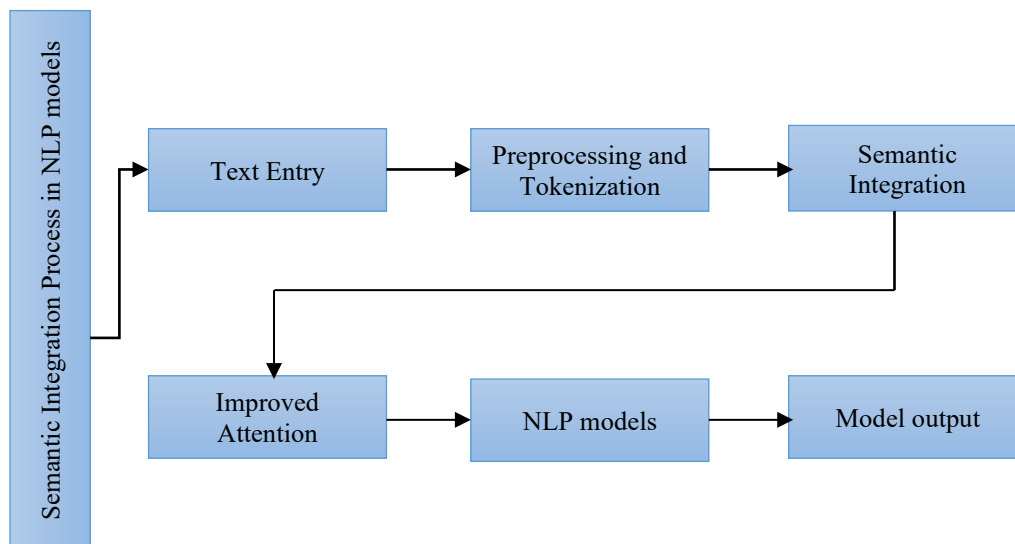 Semantic Integration Process in NLP models
Text Entry
Preprocessing and
Tokenization
Semantic
Integration
Improved
Attention
NLP models
Model output